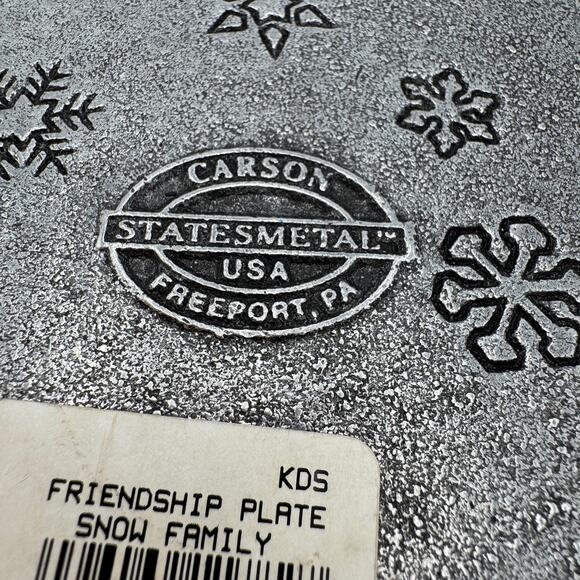 CARSON
STATESMETAL™
USA
FREEPORT, PA
KDS
FRIENDSHIP PLATE
SNOW FAMILY